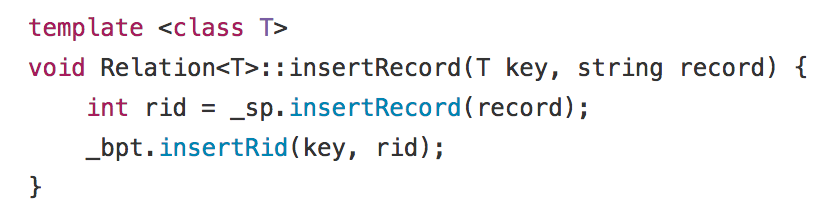 template <class T>
void Relation<T>::insertRecord(T key, string record) {
    int rid = _sp.insertRecord(record);
    _bpt.insertRid(key, rid);
}